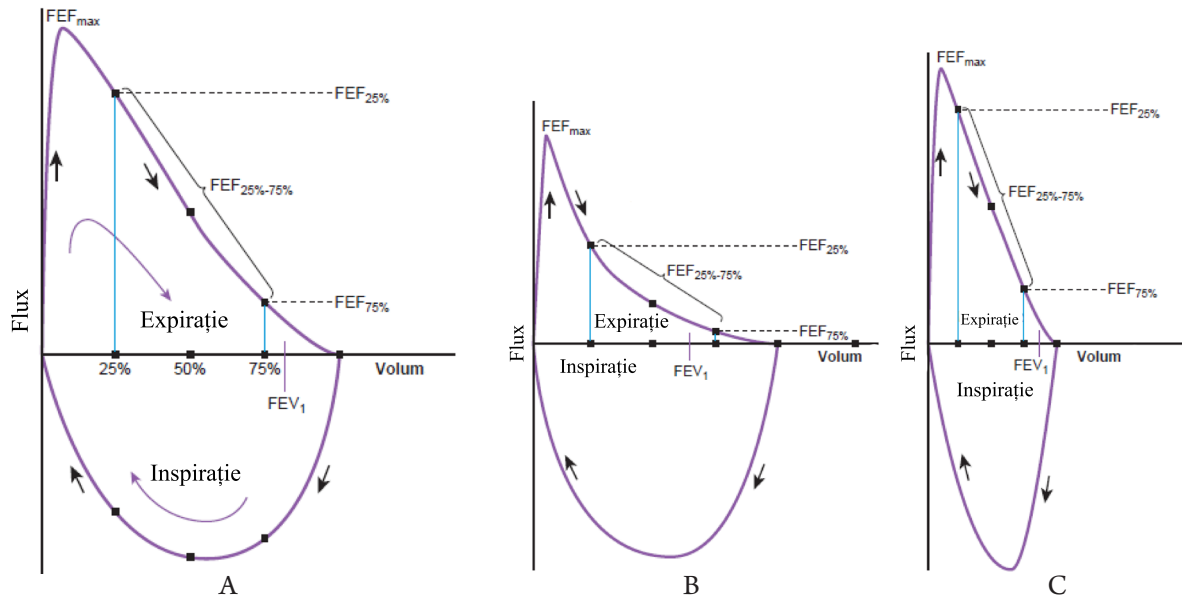 FEFmax
FEF25%
FEF25%-75%
FEF75%
Flux
Expirație
25%
50%
75%
Volum
FEV1
Inspirație
A
FEFmax
FEF25%
FEF25%-75%
FEF75%
Flux
Expirație
Volum
Inspirație
FEV1
B
FEFmax
FEF25%
FEF25%-75%
FEF75%
Flux
Expirație
Volum
FEV1
Inspirație
C